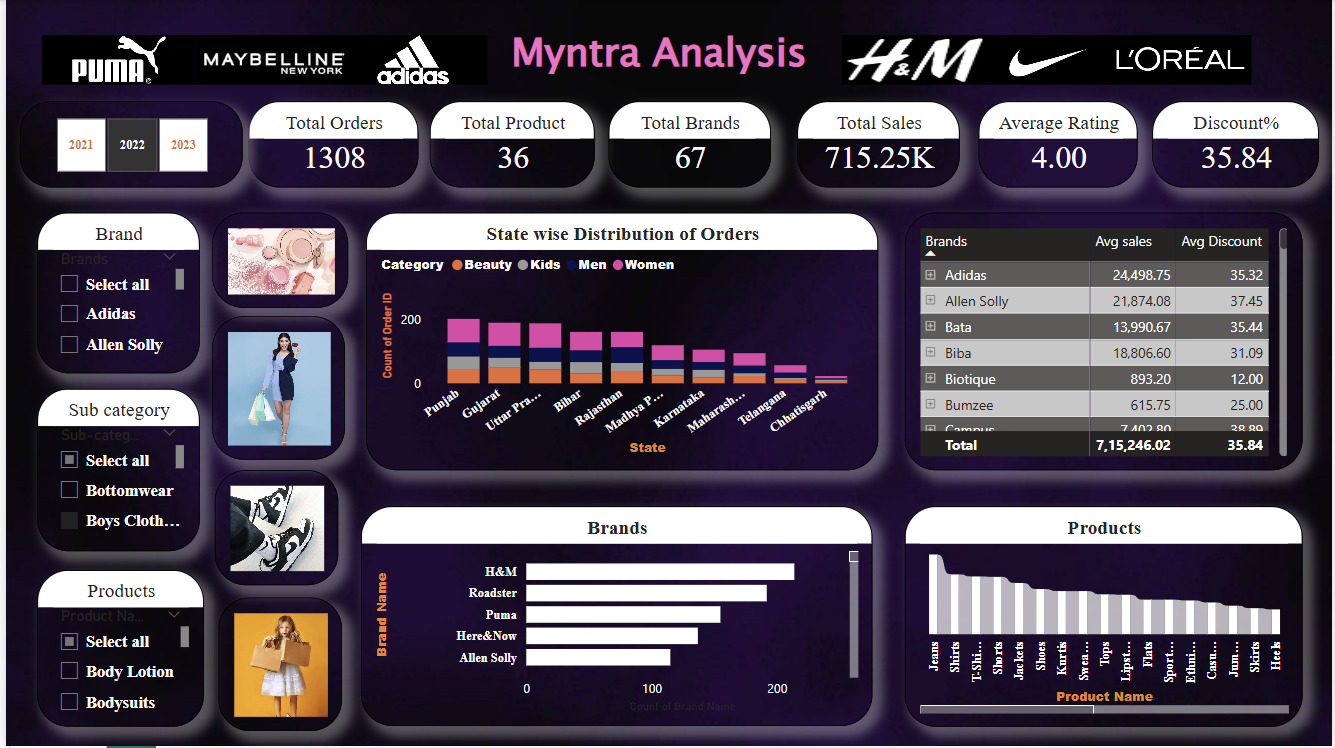 PUMA
MAYBELLINE
NEW YORK
adidas
Myntra Analysis
H&M
L'ORÉAL
2021
2022
2023
Total Orders
1308
Total Product
36
Total Brands
67
Total Sales
715.25K
Average Rating
4.00
Discount%
35.84
Brand
Brands
Select all
Adidas
Allen Solly
Sub category
Sub-categ...
Select all
Bottomwear
Boys Cloth...
Products
Product Na...
Select all
Body Lotion
Bodysuits
State wise Distribution of Orders
Category Beauty Kids Men Women
Count of Order ID
200
0
Punjab
Gujarat
Uttar Pra...
Bihar
Rajasthan
Madhya P...
Karnataka
Maharash...
Telangana
Chhatisgarh
State
Brands Avg sales Avg Discount
Adidas 24,498.75 35.32
Allen Solly 21,874.08 37.45
Bata 13,990.67 35.44
Biba 18,806.60 31.09
Biotique 893.20 12.00
Bumzee 615.75 25.00
Campus 7,402.80 38.89
Total 7,15,246.02 35.84
Brands
Brand Name
H&M
Roadster
Puma
Here&Now
Allen Solly
0 100 200
Count of Brand Name
Products
Jeans
Shirts
T-Shi...
Shorts
Jackets
Shoes
Kurtis
Swea...
Tops
Lipst...
Flats
Sport...
Ethni...
Casu...
Jum...
Skirts
Heels
Product Name